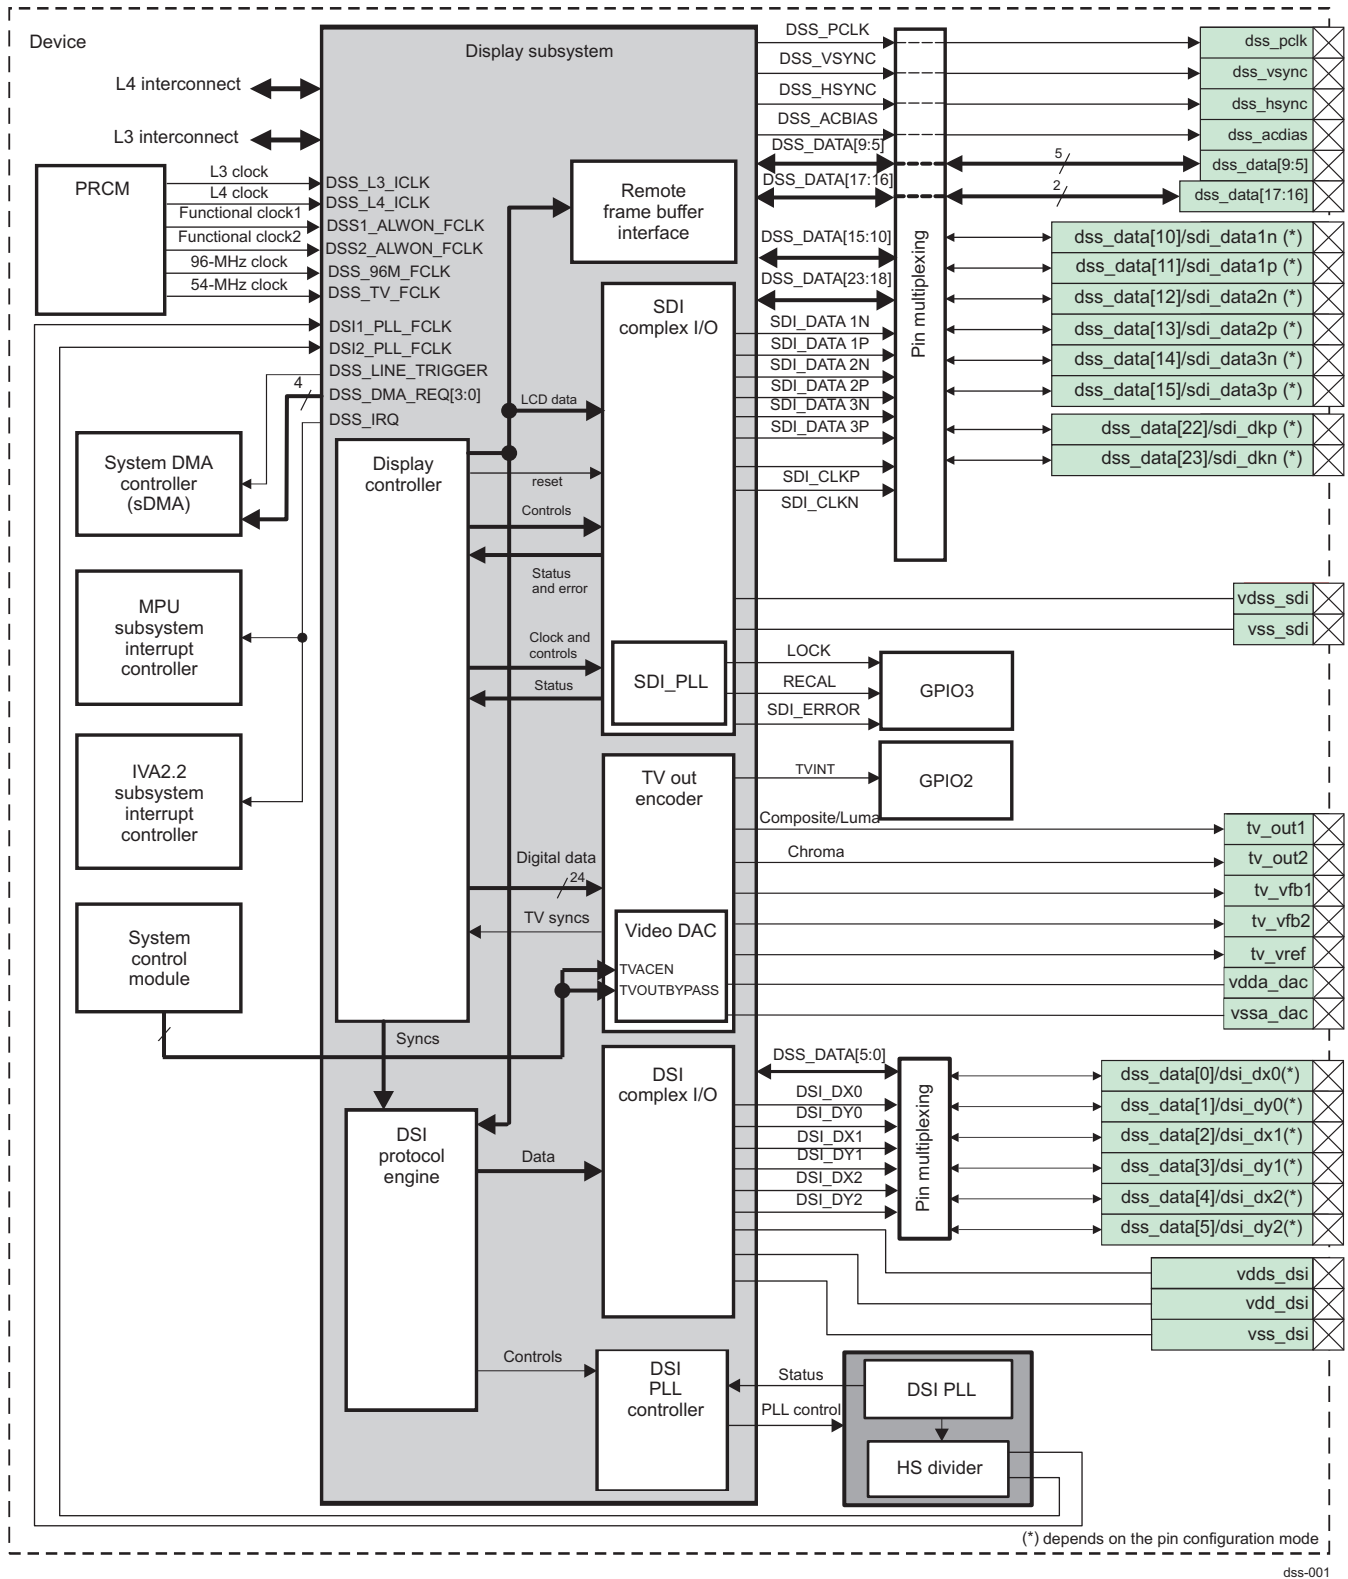 Device
Display subsystem
L4 interconnect
L3 interconnect
PRCM
L3 clock
L4 clock
Functional clock1
Functional clock2
96-MHz clock
54-MHz clock
DSS_L3_ICLK
DSS_L4_ICLK
DSS1_ALWON_FCLK
DSS2_ALWON_FCLK
DSS_96M_FCLK
DSS_TV_FCLK
DSI1_PLL_FCLK
DSI2_PLL_FCLK
DSS_LINE_TRIGGER
DSS_DMA_REQ[3:0]
DSS_IRQ
4
System DMA
controller
(sDMA)
MPU
subsystem
interrupt
controller
IVA2.2
subsystem
interrupt
controller
System
control
module
Display
controller
Remote
frame buffer
interface
SDI
complex I/O
LCD data
reset
Controls
Status
and error
Clock and
controls
Status
SDI_PLL
TV out
encoder
Digital data
24
TV syncs
Video DAC
TVACEN
TVOUTBYPASS
Syncs
DSI
protocol
engine
Data
DSI
complex I/O
Controls
DSI
PLL
controller
DSS_PCLK
DSS_VSYNC
DSS_HSYNC
DSS_ACBIAS
DSS_DATA[9:5]
DSS_DATA[17:16]
DSS_DATA[15:10]
DSS_DATA[23:18]
SDI_DATA 1N
SDI_DATA 1P
SDI_DATA 2N
SDI_DATA 2P
SDI_DATA 3N
SDI_DATA 3P
SDI_CLKP
SDI_CLKN
Pin multiplexing
5
2
dss_pclk
dss_vsync
dss_hsync
dss_acdias
dss_data[9:5]
dss_data[17:16]
dss_data[10]/sdi_data1n (*)
dss_data[11]/sdi_data1p (*)
dss_data[12]/sdi_data2n (*)
dss_data[13]/sdi_data2p (*)
dss_data[14]/sdi_data3n (*)
dss_data[15]/sdi_data3p (*)
dss_data[22]/sdi_dkp (*)
dss_data[23]/sdi_dkn (*)
vdss_sdi
vss_sdi
LOCK
RECAL
SDI_ERROR
GPIO3
TVINT
GPIO2
Composite/Luma
Chroma
tv_out1
tv_out2
tv_vfb1
tv_vfb2
tv_vref
vdda_dac
vssa_dac
DSS_DATA[5:0]
DSI_DX0
DSI_DY0
DSI_DX1
DSI_DY1
DSI_DX2
DSI_DY2
Pin multiplexing
dss_data[0]/dsi_dx0(*)
dss_data[1]/dsi_dy0(*)
dss_data[2]/dsi_dx1(*)
dss_data[3]/dsi_dy1(*)
dss_data[4]/dsi_dx2(*)
dss_data[5]/dsi_dy2(*)
vdds_dsi
vdd_dsi
vss_dsi
Status
PLL control
DSI PLL
HS divider
(*) depends on the pin configuration mode
dss-001